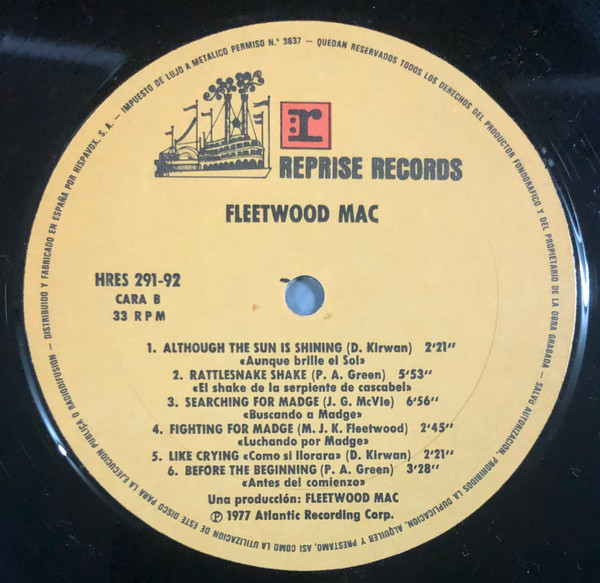 DISTRIBUIDO Y FABRICADO EN ESPAÑA POR HISPAVOX, S. A. — IMPUESTO DE LUJO A METALICO PERMISO N.° 3637 — QUEDAN RESERVADOS TODOS LOS DERECHOS DEL PRODUCTOR FONOGRAFICO Y DEL PROPIETARIO DE LA OBRA GRABADA — SALVO AUTORIZACION, PROHIBIDOS LA DUPLICACION, ALQUILER Y PRESTAMO, ASI COMO LA UTILIZACION DE ESTE DISCO PARA LA EJECUCION PUBLICA O RADIODIFUSION —
r
REPRISE RECORDS
FLEETWOOD MAC
HRES 291-92
CARA B
33 RPM
1. ALTHOUGH THE SUN IS SHINING (D. Kirwan) 2'21''
«Aunque brille el Sol»
2. RATTLESNAKE SHAKE (P. A. Green) 5'53''
«El shake de la serpiente de cascabel»
3. SEARCHING FOR MADGE (J. G. McVie) 6'56''
«Buscando a Madge»
4. FIGHTING FOR MADGE (M. J. K. Fleetwood) 2'45''
«Luchando por Madge»
5. LIKE CRYING «Como si llorara» (D. Kirwan) 2'21''
6. BEFORE THE BEGINNING (P. A. Green) 3'28''
«Antes del comienzo»
Una producción: FLEETWOOD MAC
℗ 1977 Atlantic Recording Corp.